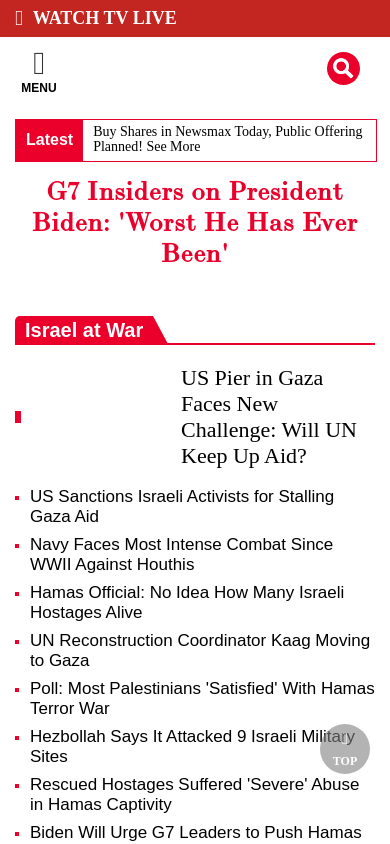 WATCH TV LIVE
MENU
Latest
Buy Shares in Newsmax Today, Public Offering
Planned! See More
G7 Insiders on President
Biden: 'Worst He Has Ever
Been'
Israel at War
US Pier in Gaza
Faces New
Challenge: Will UN
Keep Up Aid?
US Sanctions Israeli Activists for Stalling
Gaza Aid
Navy Faces Most Intense Combat Since
WWII Against Houthis
Hamas Official: No Idea How Many Israeli
Hostages Alive
UN Reconstruction Coordinator Kaag Moving
to Gaza
Poll: Most Palestinians 'Satisfied' With Hamas
Terror War
Hezbollah Says It Attacked 9 Israeli Military
Sites
TOP
Rescued Hostages Suffered 'Severe' Abuse
in Hamas Captivity
Biden Will Urge G7 Leaders to Push Hamas